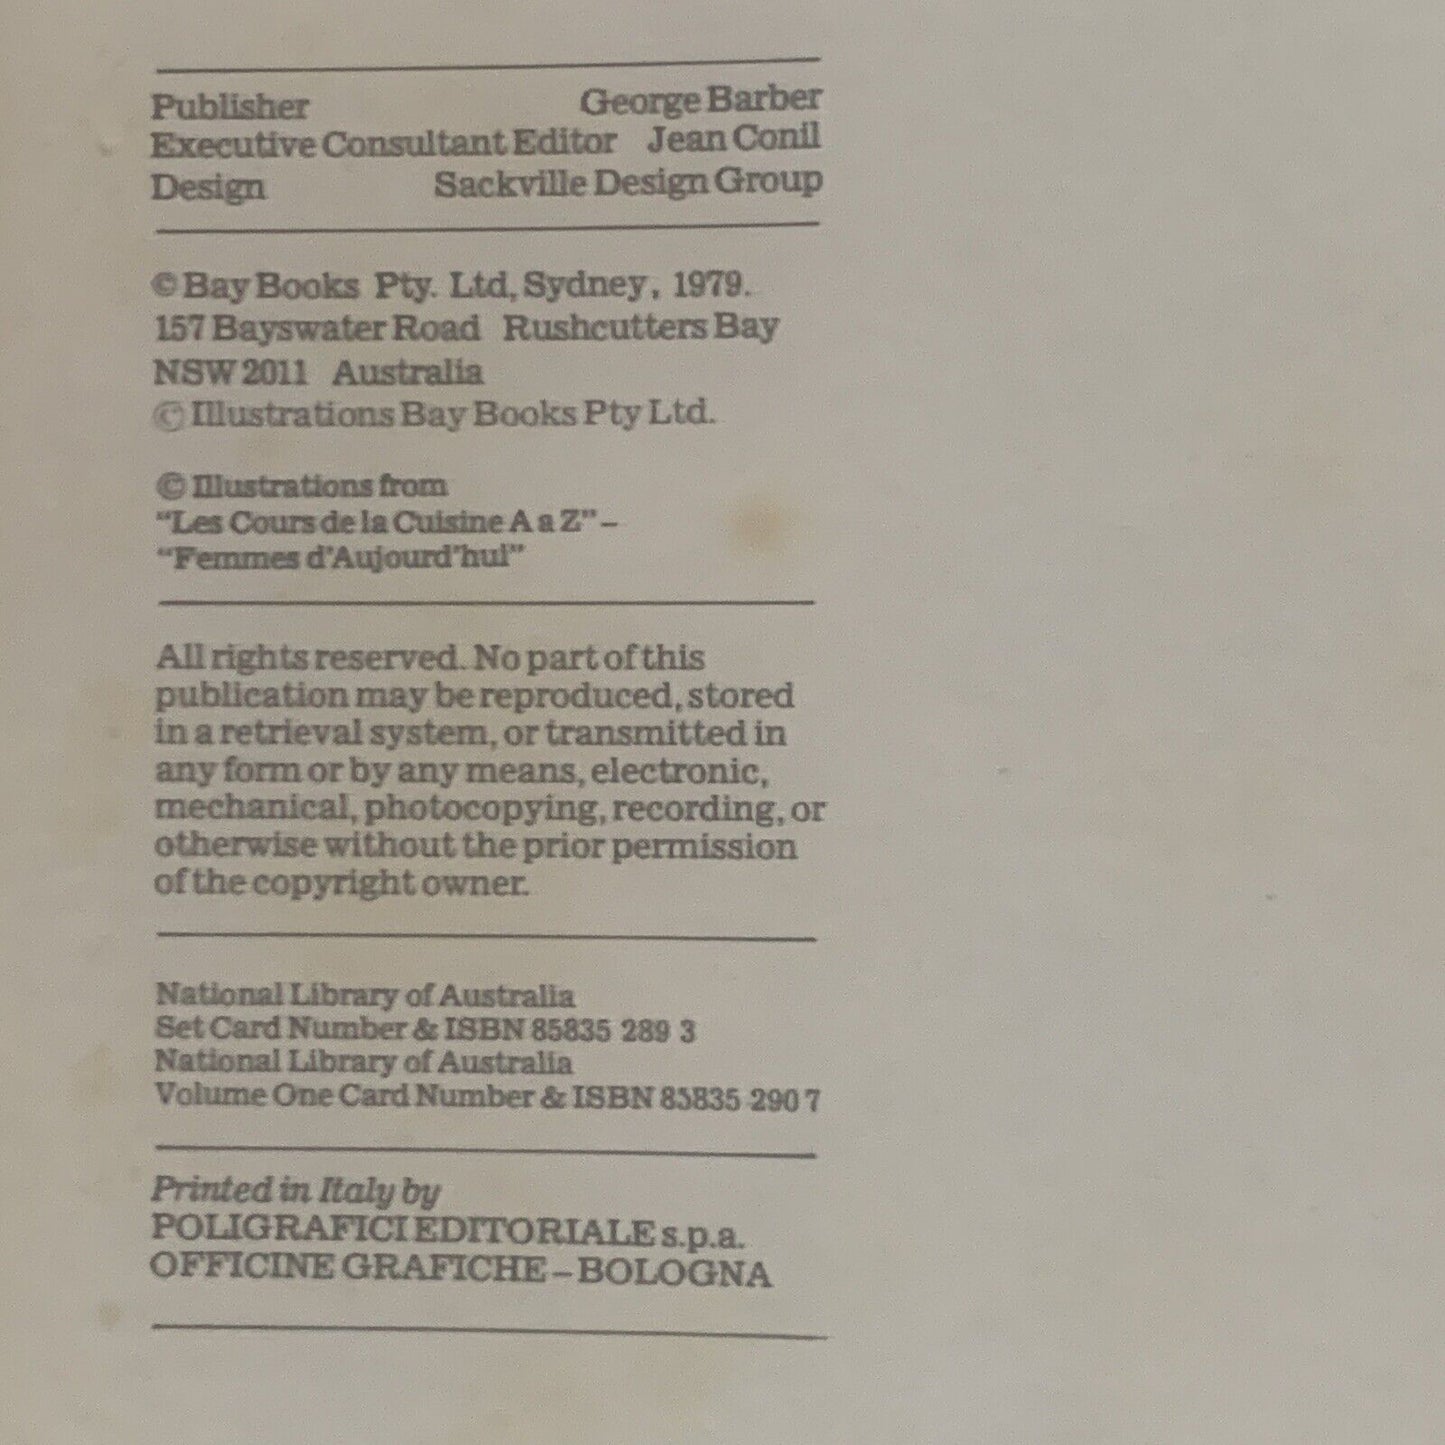 Publisher George Barber
Executive Consultant Editor Jean Conil
Design Sackville Design Group
© Bay Books Pty. Ltd, Sydney, 1979.
157 Bayswater Road Rushcutters Bay
NSW 2011 Australia
© Illustrations Bay Books Pty Ltd.
© Illustrations from
“Les Cours de la Cuisine A a Z” –
“Femmes d’Aujourd’hui”
All rights reserved. No part of this
publication may be reproduced, stored
in a retrieval system, or transmitted in
any form or by any means, electronic,
mechanical, photocopying, recording, or
otherwise without the prior permission
of the copyright owner.
National Library of Australia
Set Card Number & ISBN 85835 289 3
National Library of Australia
Volume One Card Number & ISBN 85835 290 7
Printed in Italy by
POLIGRAFICI EDITORIALE s.p.a.
OFFICINE GRAFICHE – BOLOGNA